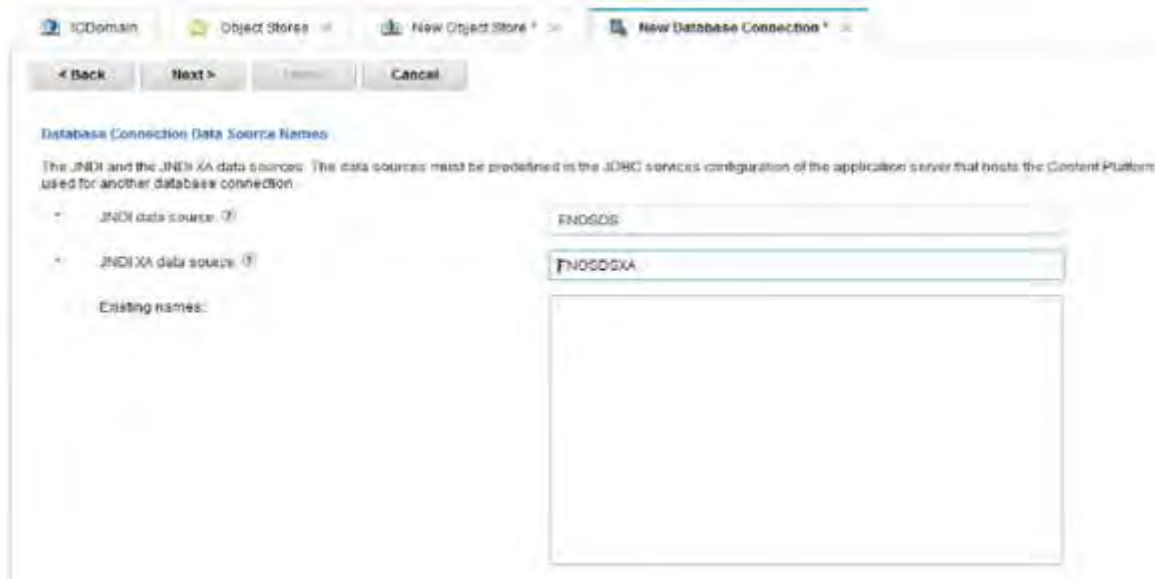 ICDomain Object Stores New Object Store * New Database Connection *
< Back Next > Cancel
Database Connection Data Source Names
The JNDI and the JNDI XA data sources. The data sources must be predefined in the JDBC services configuration of the application server that hosts the Content Platform
used for another database connection.
* JNDI data source: ? FNOSDS
* JNDI XA data source: ? FNOSDSXA
Existing names: